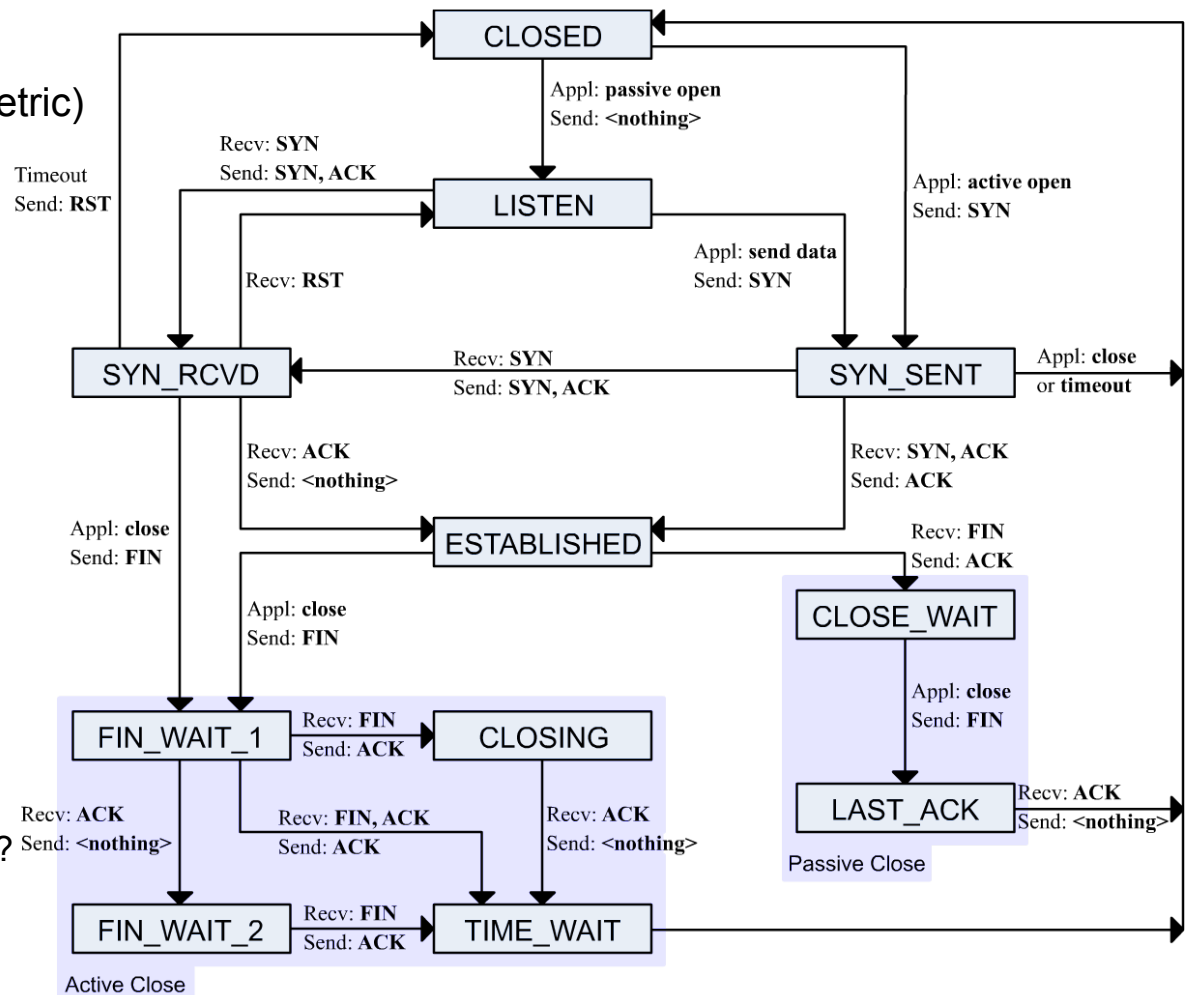 CLOSED
etric)
Appl: passive open
Send: <nothing>
Recv: SYN
Send: SYN, ACK
Timeout
Send: RST
LISTEN
Appl: active open
Send: SYN
Appl: send data
Send: SYN
Recv: RST
SYN_RCVD
Recv: SYN
Send: SYN, ACK
SYN_SENT
Appl: close
or timeout
Recv: ACK
Send: <nothing>
Recv: SYN, ACK
Send: ACK
Appl: close
Send: FIN
ESTABLISHED
Recv: FIN
Send: ACK
Appl: close
Send: FIN
CLOSE_WAIT
Appl: close
Send: FIN
FIN_WAIT_1
Recv: FIN
Send: ACK
CLOSING
LAST_ACK
Recv: ACK
Send: <nothing>
Recv: ACK
? Send: <nothing>
Recv: FIN, ACK
Send: ACK
Recv: ACK
Send: <nothing>
Passive Close
FIN_WAIT_2
Recv: FIN
Send: ACK
TIME_WAIT
Active Close